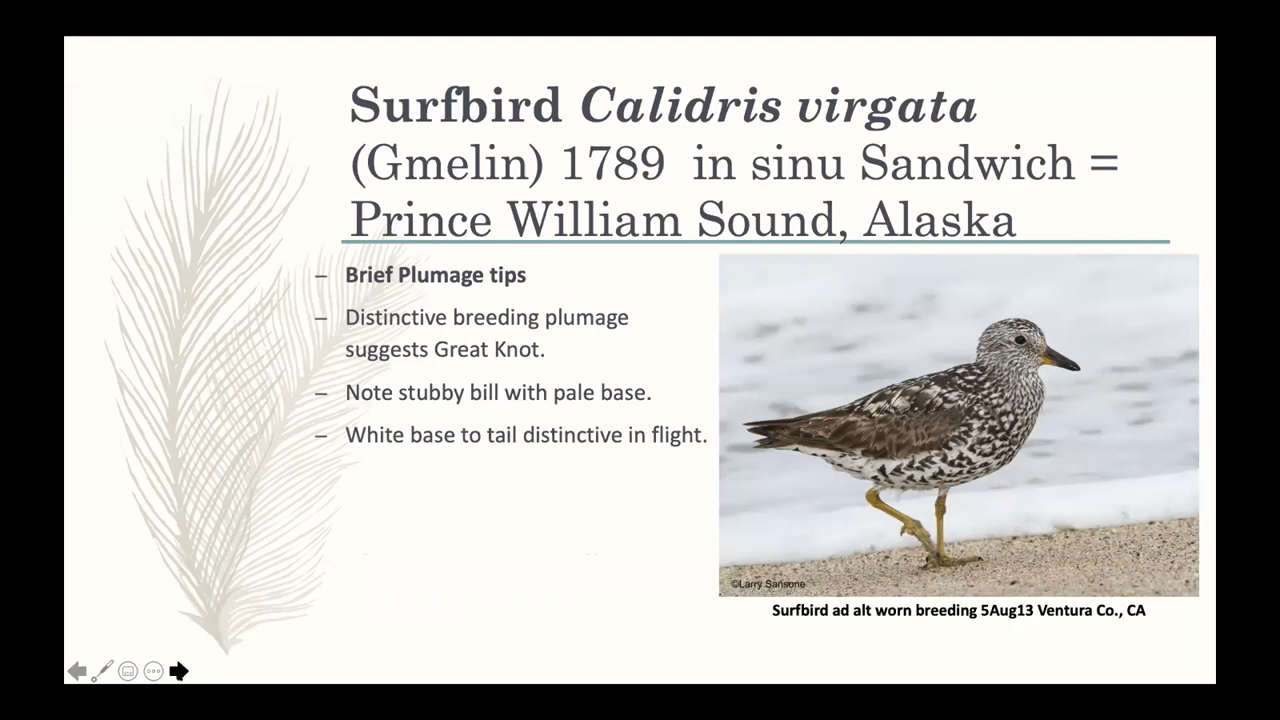 Surfbird Calidris virgata
(Gmelin) 1789 in sinu Sandwich =
Prince William Sound, Alaska
– Brief Plumage tips
– Distinctive breeding plumage
suggests Great Knot.
– Note stubby bill with pale base.
– White base to tail distinctive in flight.
©Larry Sansone
Surfbird ad alt worn breeding 5Aug13 Ventura Co., CA